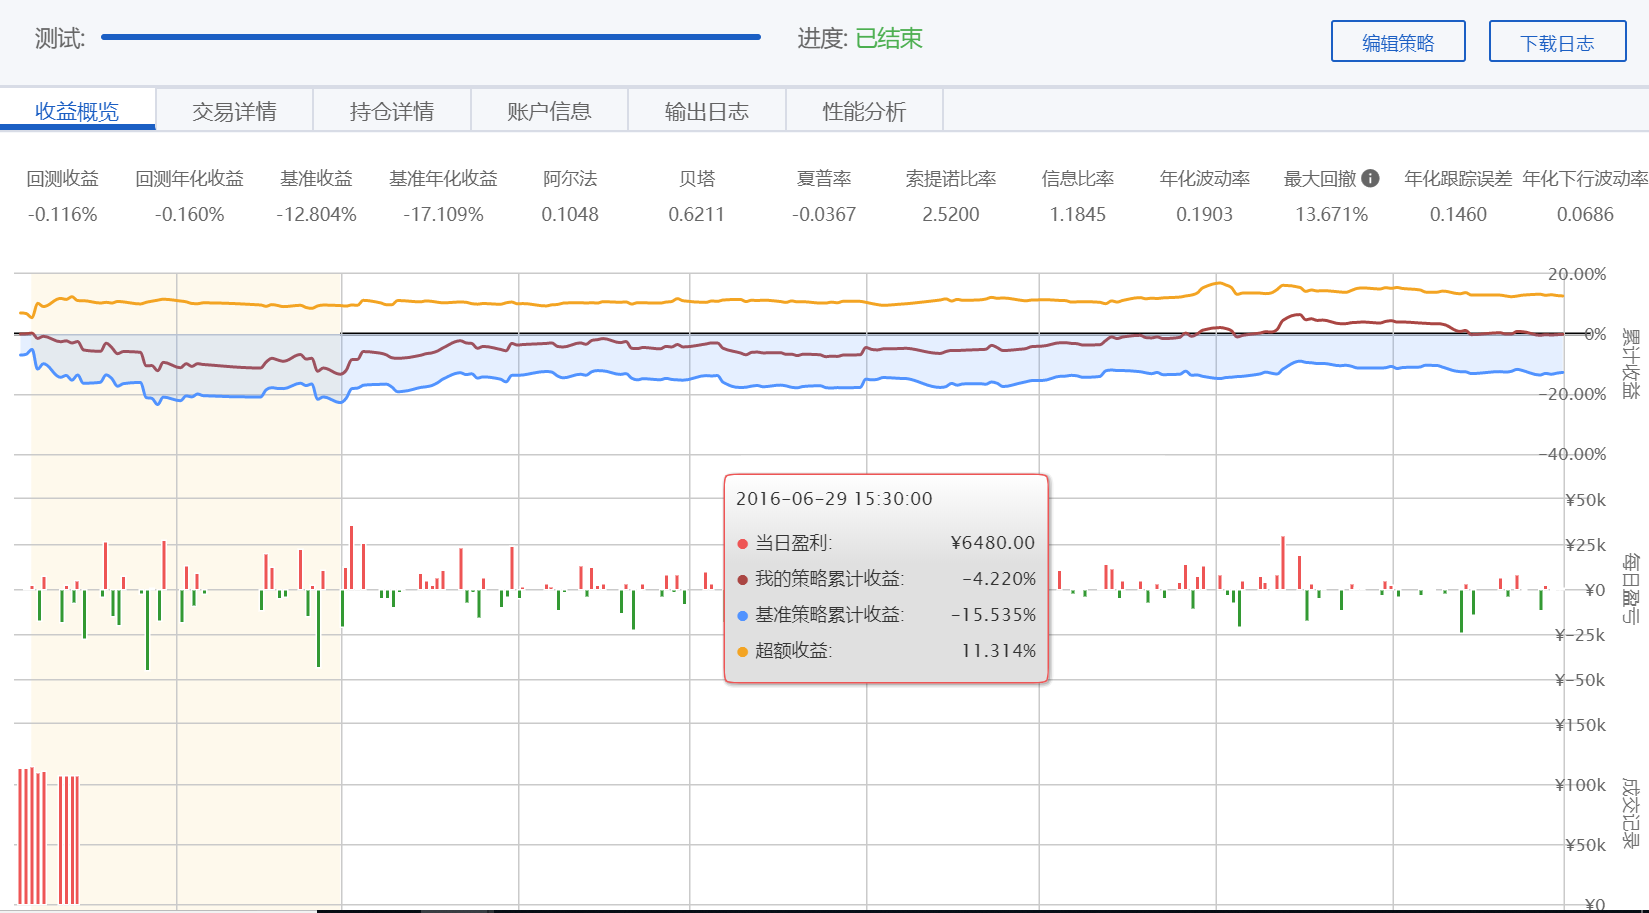 测试:
进度: 已结束
编辑策略
下载日志
收益概览
交易详情
持仓详情
账户信息
输出日志
性能分析
回测收益 回测年化收益 基准收益 基准年化收益 阿尔法 贝塔 夏普率 索提诺比率 信息比率 年化波动率 最大回撤 年化跟踪误差 年化下行波动率
-0.116% -0.160% -12.804% -17.109% 0.1048 0.6211 -0.0367 2.5200 1.1845 0.1903 13.671% 0.1460 0.0686
20.00%
0%
-20.00%
-40.00%
累计收益
¥50k
¥25k
¥0
¥-25k
¥-50k
每日盈亏
¥150k
¥100k
¥50k
¥0
成交记录
2016-06-29 15:30:00
当日盈利: ¥6480.00
我的策略累计收益: -4.220%
基准策略累计收益: -15.535%
超额收益: 11.314%